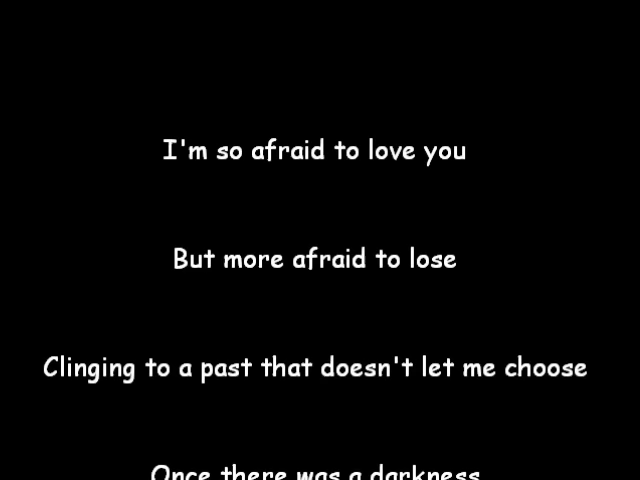 I'm so afraid to love you
But more afraid to lose
Clinging to a past that doesn't let me choose
Once there was a darkness